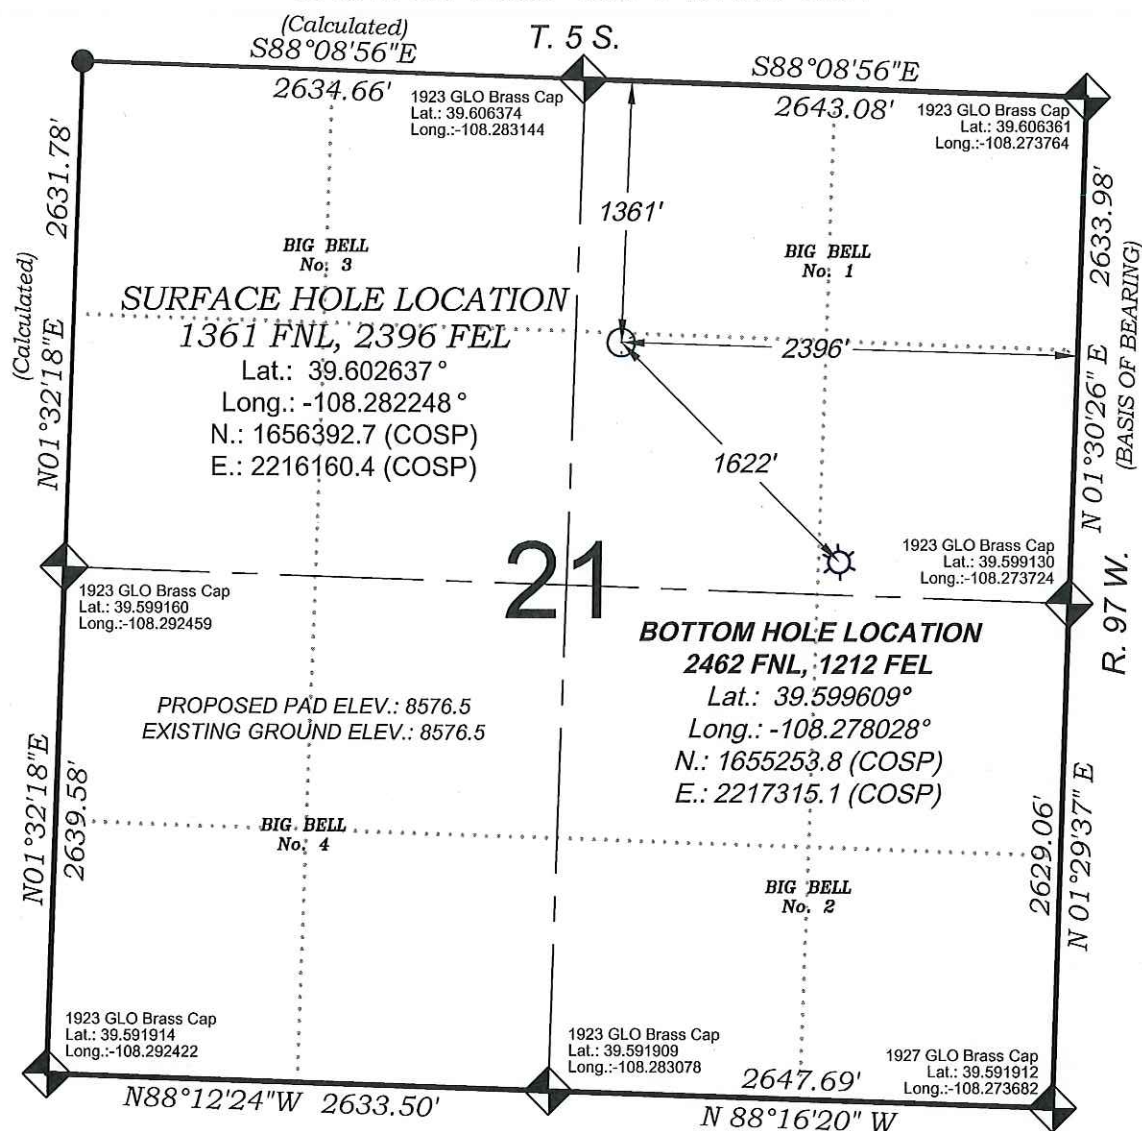 (Calculated)
S88°08'56"E
T. 5 S.
S88°08'56"E
2634.66'
2643.08'
1923 GLO Brass Cap
Lat.: 39.606374
Long.:-108.283144
1923 GLO Brass Cap
Lat.: 39.606361
Long.:-108.273764
2631.78'
2633.98'
1361'
BIG BELL
No. 3
BIG BELL
No. 1
(Calculated)
N01°32'18"E
SURFACE HOLE LOCATION
1361 FNL, 2396 FEL
Lat.: 39.602637°
Long.: -108.282248°
N.: 1656392.7 (COSP)
E.: 2216160.4 (COSP)
2396'
N 01°30'26" E
(BASIS OF BEARING)
1622'
21
1923 GLO Brass Cap
Lat.: 39.599130
Long.:-108.273724
1923 GLO Brass Cap
Lat.: 39.599160
Long.:-108.292459
R. 97 W.
BOTTOM HOLE LOCATION
2462 FNL, 1212 FEL
Lat.: 39.599609°
Long.: -108.278028°
N.: 1655253.8 (COSP)
E.: 2217315.1 (COSP)
PROPOSED PAD ELEV.: 8576.5
EXISTING GROUND ELEV.: 8576.5
N01°32'18"E
2639.58'
BIG BELL
No. 4
BIG BELL
No. 2
2629.06'
N 01°29'37" E
1923 GLO Brass Cap
Lat.: 39.591914
Long.:-108.292422
1923 GLO Brass Cap
Lat.: 39.591909
Long.:-108.283078
1927 GLO Brass Cap
Lat.: 39.591912
Long.:-108.273682
N88°12'24"W 2633.50'
2647.69'
N 88°16'20" W